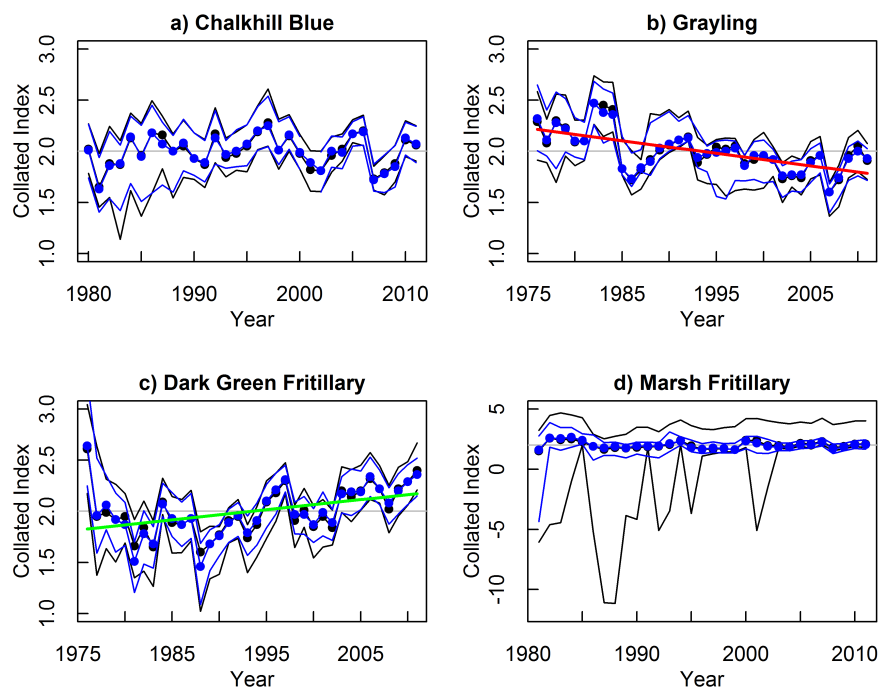 a) Chalkhill Blue
Collated Index
3.0
2.5
2.0
1.5
1.0
1980 1990 2000 2010
Year
b) Grayling
Collated Index
3.0
2.5
2.0
1.5
1.0
1975 1985 1995 2005
Year
c) Dark Green Fritillary
Collated Index
3.0
2.5
2.0
1.5
1.0
1975 1985 1995 2005
Year
d) Marsh Fritillary
Collated Index
5
0
-5
-10
1980 1990 2000 2010
Year